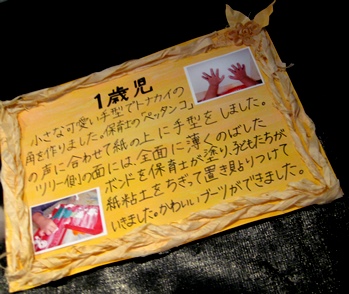 1歳児
小さな可愛い手型でトナカイの
角を作りました。保育士の「ペッタンコ」
の声に合わせて紙の上に手型をしました。
ツリー側の面には、全面に薄くのばした
ボンドを保育士が塗り、子どもたちが
紙粘土をちぎって置き貼りつけて
いきました。かわいいブーツができました。